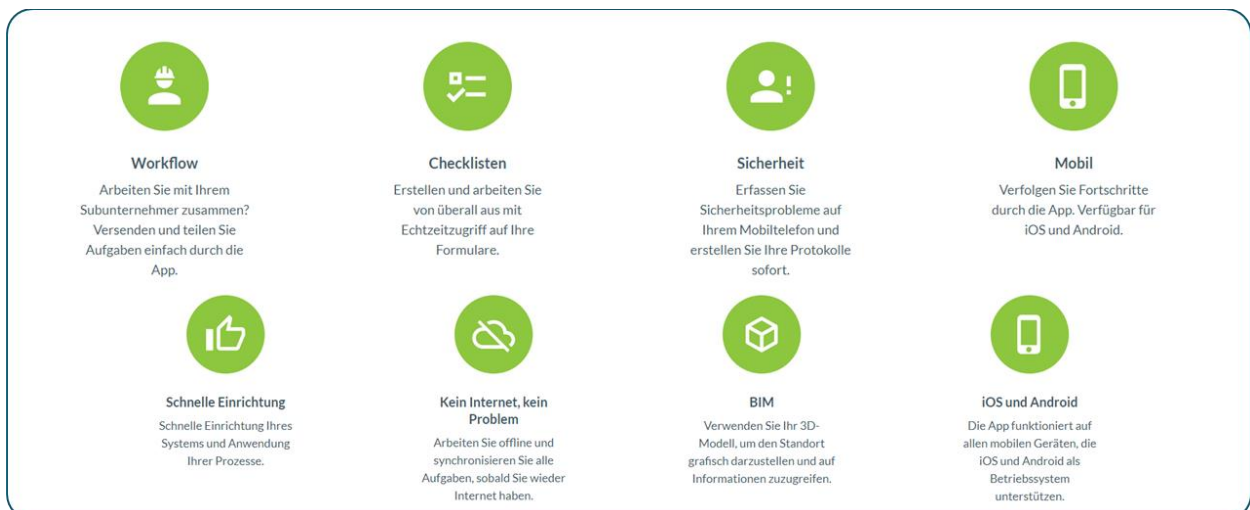 Workflow
Arbeiten Sie mit Ihrem
Subunternehmer zusammen?
Versenden und teilen Sie
Aufgaben einfach durch die
App.
Checklisten
Erstellen und arbeiten Sie
von überall aus mit
Echtzeitzugriff auf Ihre
Formulare.
Sicherheit
Erfassen Sie
Sicherheitsprobleme auf
Ihrem Mobiltelefon und
erstellen Sie Ihre Protokolle
sofort.
Mobil
Verfolgen Sie Fortschritte
durch die App. Verfügbar für
iOS und Android.
Schnelle Einrichtung
Schnelle Einrichtung Ihres
Systems und Anwendung
Ihrer Prozesse.
Kein Internet, kein
Problem
Arbeiten Sie offline und
synchronisieren Sie alle
Aufgaben, sobald Sie wieder
Internet haben.
BIM
Verwenden Sie Ihr 3D-
Modell, um den Standort
grafisch darzustellen und auf
Informationen zuzugreifen.
iOS und Android
Die App funktioniert auf
allen mobilen Geräten, die
iOS und Android als
Betriebssystem
unterstützen.